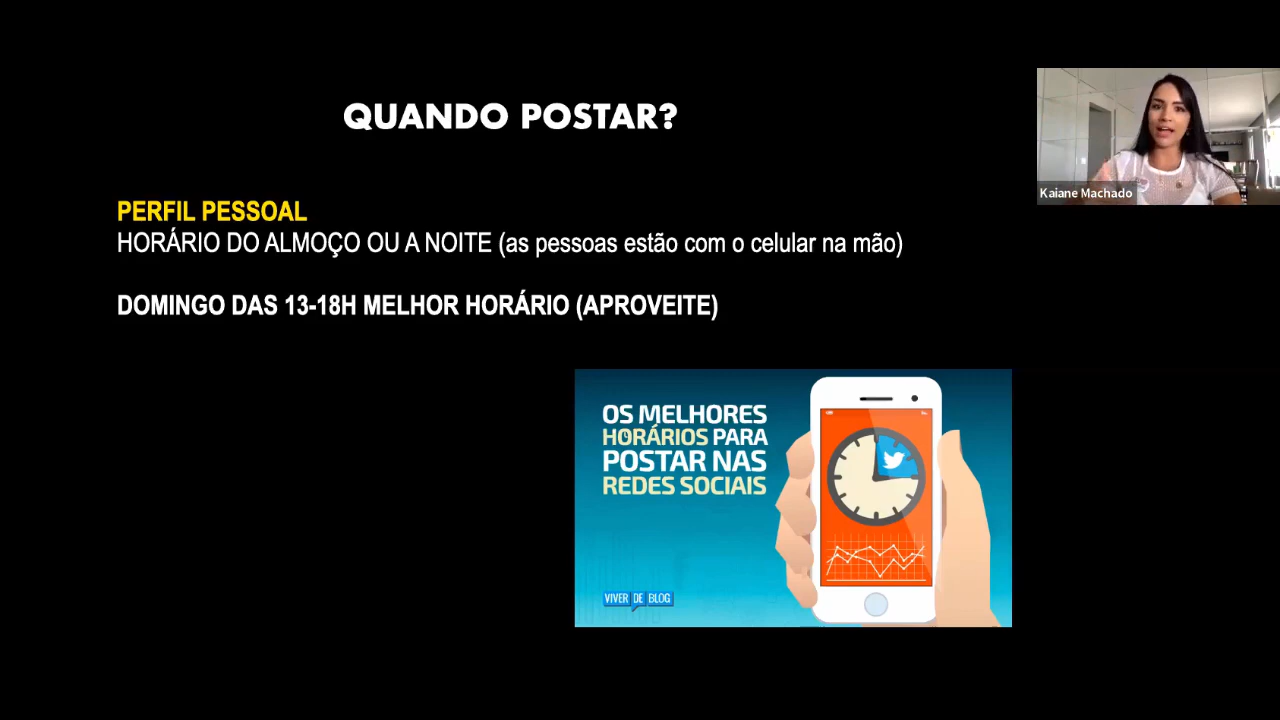 QUANDO POSTAR?
Kaiane Machado
PERFIL PESSOAL
HORÁRIO DO ALMOÇO OU A NOITE (as pessoas estão com o celular na mão)
DOMINGO DAS 13-18H MELHOR HORÁRIO (APROVEITE)
OS MELHORES
HORÁRIOS PARA
POSTAR NAS
REDES SOCIAIS
VIVER DE BLOG